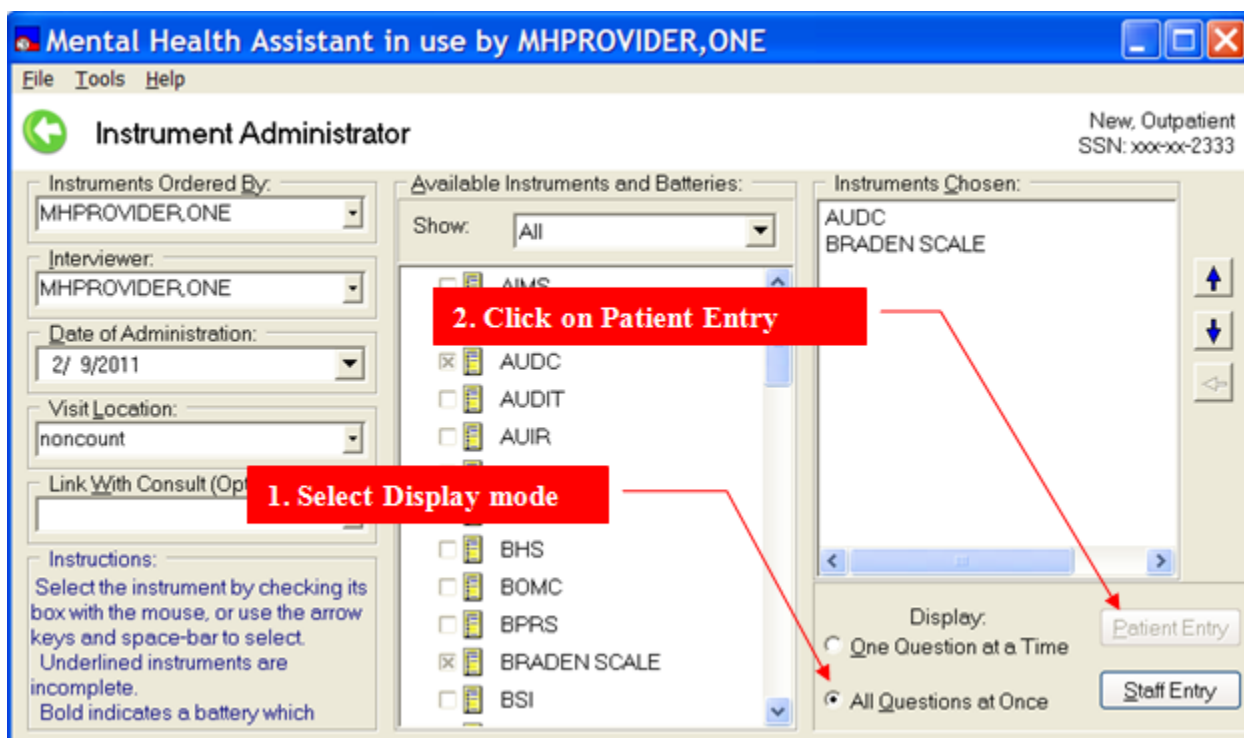 Mental Health Assistant in use by MHPROVIDER,ONE
File Tools Help
Instrument Administrator
New, Outpatient
SSN: xxx-xx-2333
Instruments Ordered By:
MHPROVIDER,ONE
Interviewer:
MHPROVIDER,ONE
Date of Administration:
2/ 9/2011
Visit Location:
noncount
Link With Consult (Opt
Instructions:
Select the instrument by checking its
box with the mouse, or use the arrow
keys and space-bar to select.
Underlined instruments are
incomplete.
Bold indicates a battery which
Available Instruments and Batteries:
Show: All
AIMS
AUDC
AUDIT
AUIR
BHS
BOMC
BPRS
BRADEN SCALE
BSI
2. Click on Patient Entry
1. Select Display mode
Instruments Chosen:
AUDC
BRADEN SCALE
Display:
One Question at a Time
All Questions at Once
Patient Entry
Staff Entry